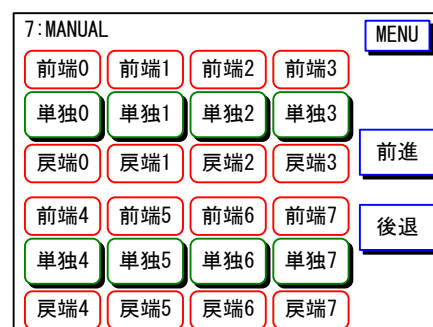 7:MANUAL MENU
前端0 前端1 前端2 前端3
単独0 単独1 単独2 単独3
戻端0 戻端1 戻端2 戻端3 前進
前端4 前端5 前端6 前端7 後退
単独4 単独5 単独6 単独7
戻端4 戻端5 戻端6 戻端7